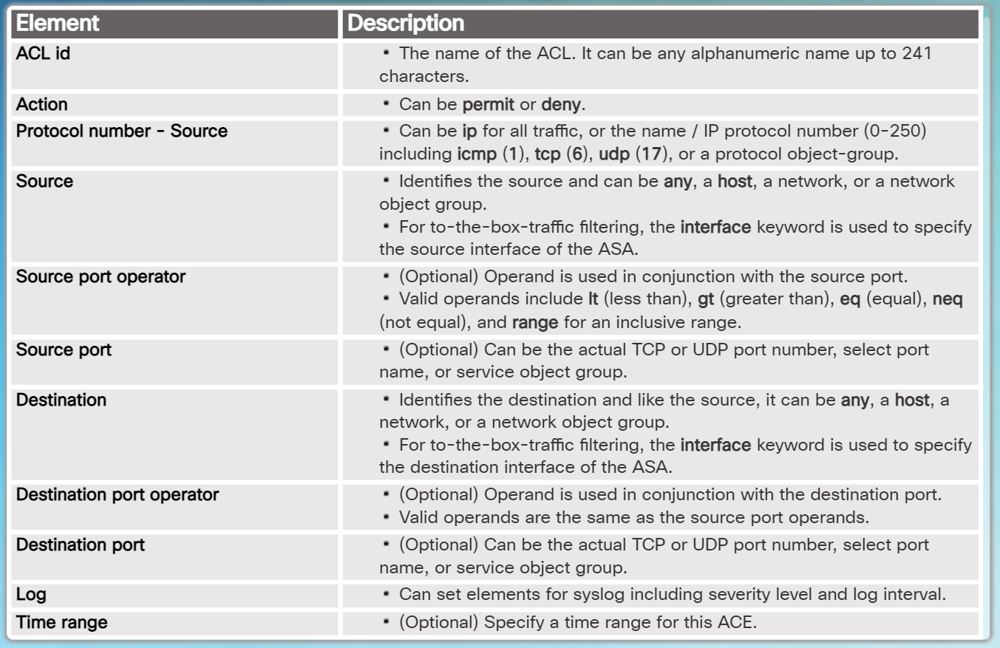 Element Description
ACL id
• The name of the ACL. It can be any alphanumeric name up to 241
characters.
Action
• Can be permit or deny.
Protocol number - Source
• Can be ip for all traffic, or the name / IP protocol number (0-250)
including icmp (1), tcp (6), udp (17), or a protocol object-group.
Source
• Identifies the source and can be any, a host, a network, or a network
object group.
• For to-the-box-traffic filtering, the interface keyword is used to specify
the source interface of the ASA.
Source port operator
• (Optional) Operand is used in conjunction with the source port.
• Valid operands include lt (less than), gt (greater than), eq (equal), neq
(not equal), and range for an inclusive range.
Source port
• (Optional) Can be the actual TCP or UDP port number, select port
name, or service object group.
Destination
• Identifies the destination and like the source, it can be any, a host, a
network, or a network object group.
• For to-the-box-traffic filtering, the interface keyword is used to specify
the destination interface of the ASA.
Destination port operator
• (Optional) Operand is used in conjunction with the destination port.
• Valid operands are the same as the source port operands.
Destination port
• (Optional) Can be the actual TCP or UDP port number, select port
name, or service object group.
Log
• Can set elements for syslog including severity level and log interval.
Time range
• (Optional) Specify a time range for this ACE.